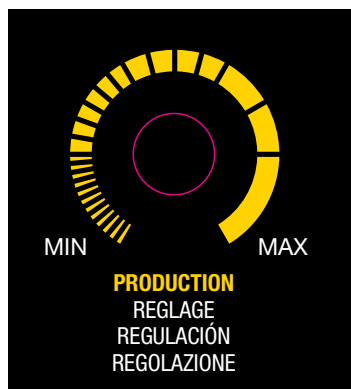 MIN MAX
PRODUCTION
REGLAGE
REGULACIÓN
REGOLAZIONE